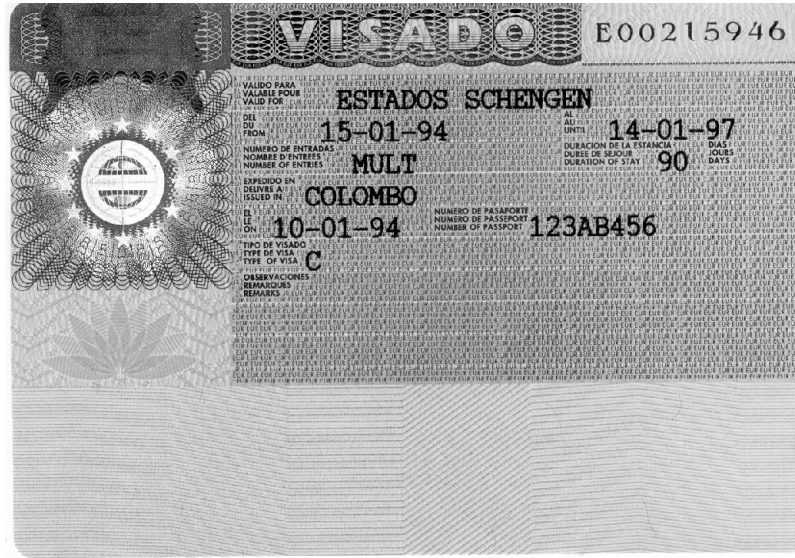 VISADO E00215946
VALIDO PARA
VALABLE POUR
VALID FOR ESTADOS SCHENGEN
DEL
DU
FROM 15-01-94
AL
AU
UNTIL 14-01-97
NUMERO DE ENTRADAS
NOMBRE D'ENTREES
NUMBER OF ENTRIES MULT
DURACION DE LA ESTANCIA
DUREE DE SEJOUR
DURATION OF STAY 90
DIAS
JOURS
DAYS
EXPEDIDO EN
DELIVRE A
ISSUED IN COLOMBO
EL
LE
ON 10-01-94
NUMERO DE PASAPORTE
NUMERO DE PASSEPORT
NUMBER OF PASSPORT 123AB456
TIPO DE VISADO
TYPE DE VISA
TYPE OF VISA C
OBSERVACIONES
REMARQUES
REMARKS